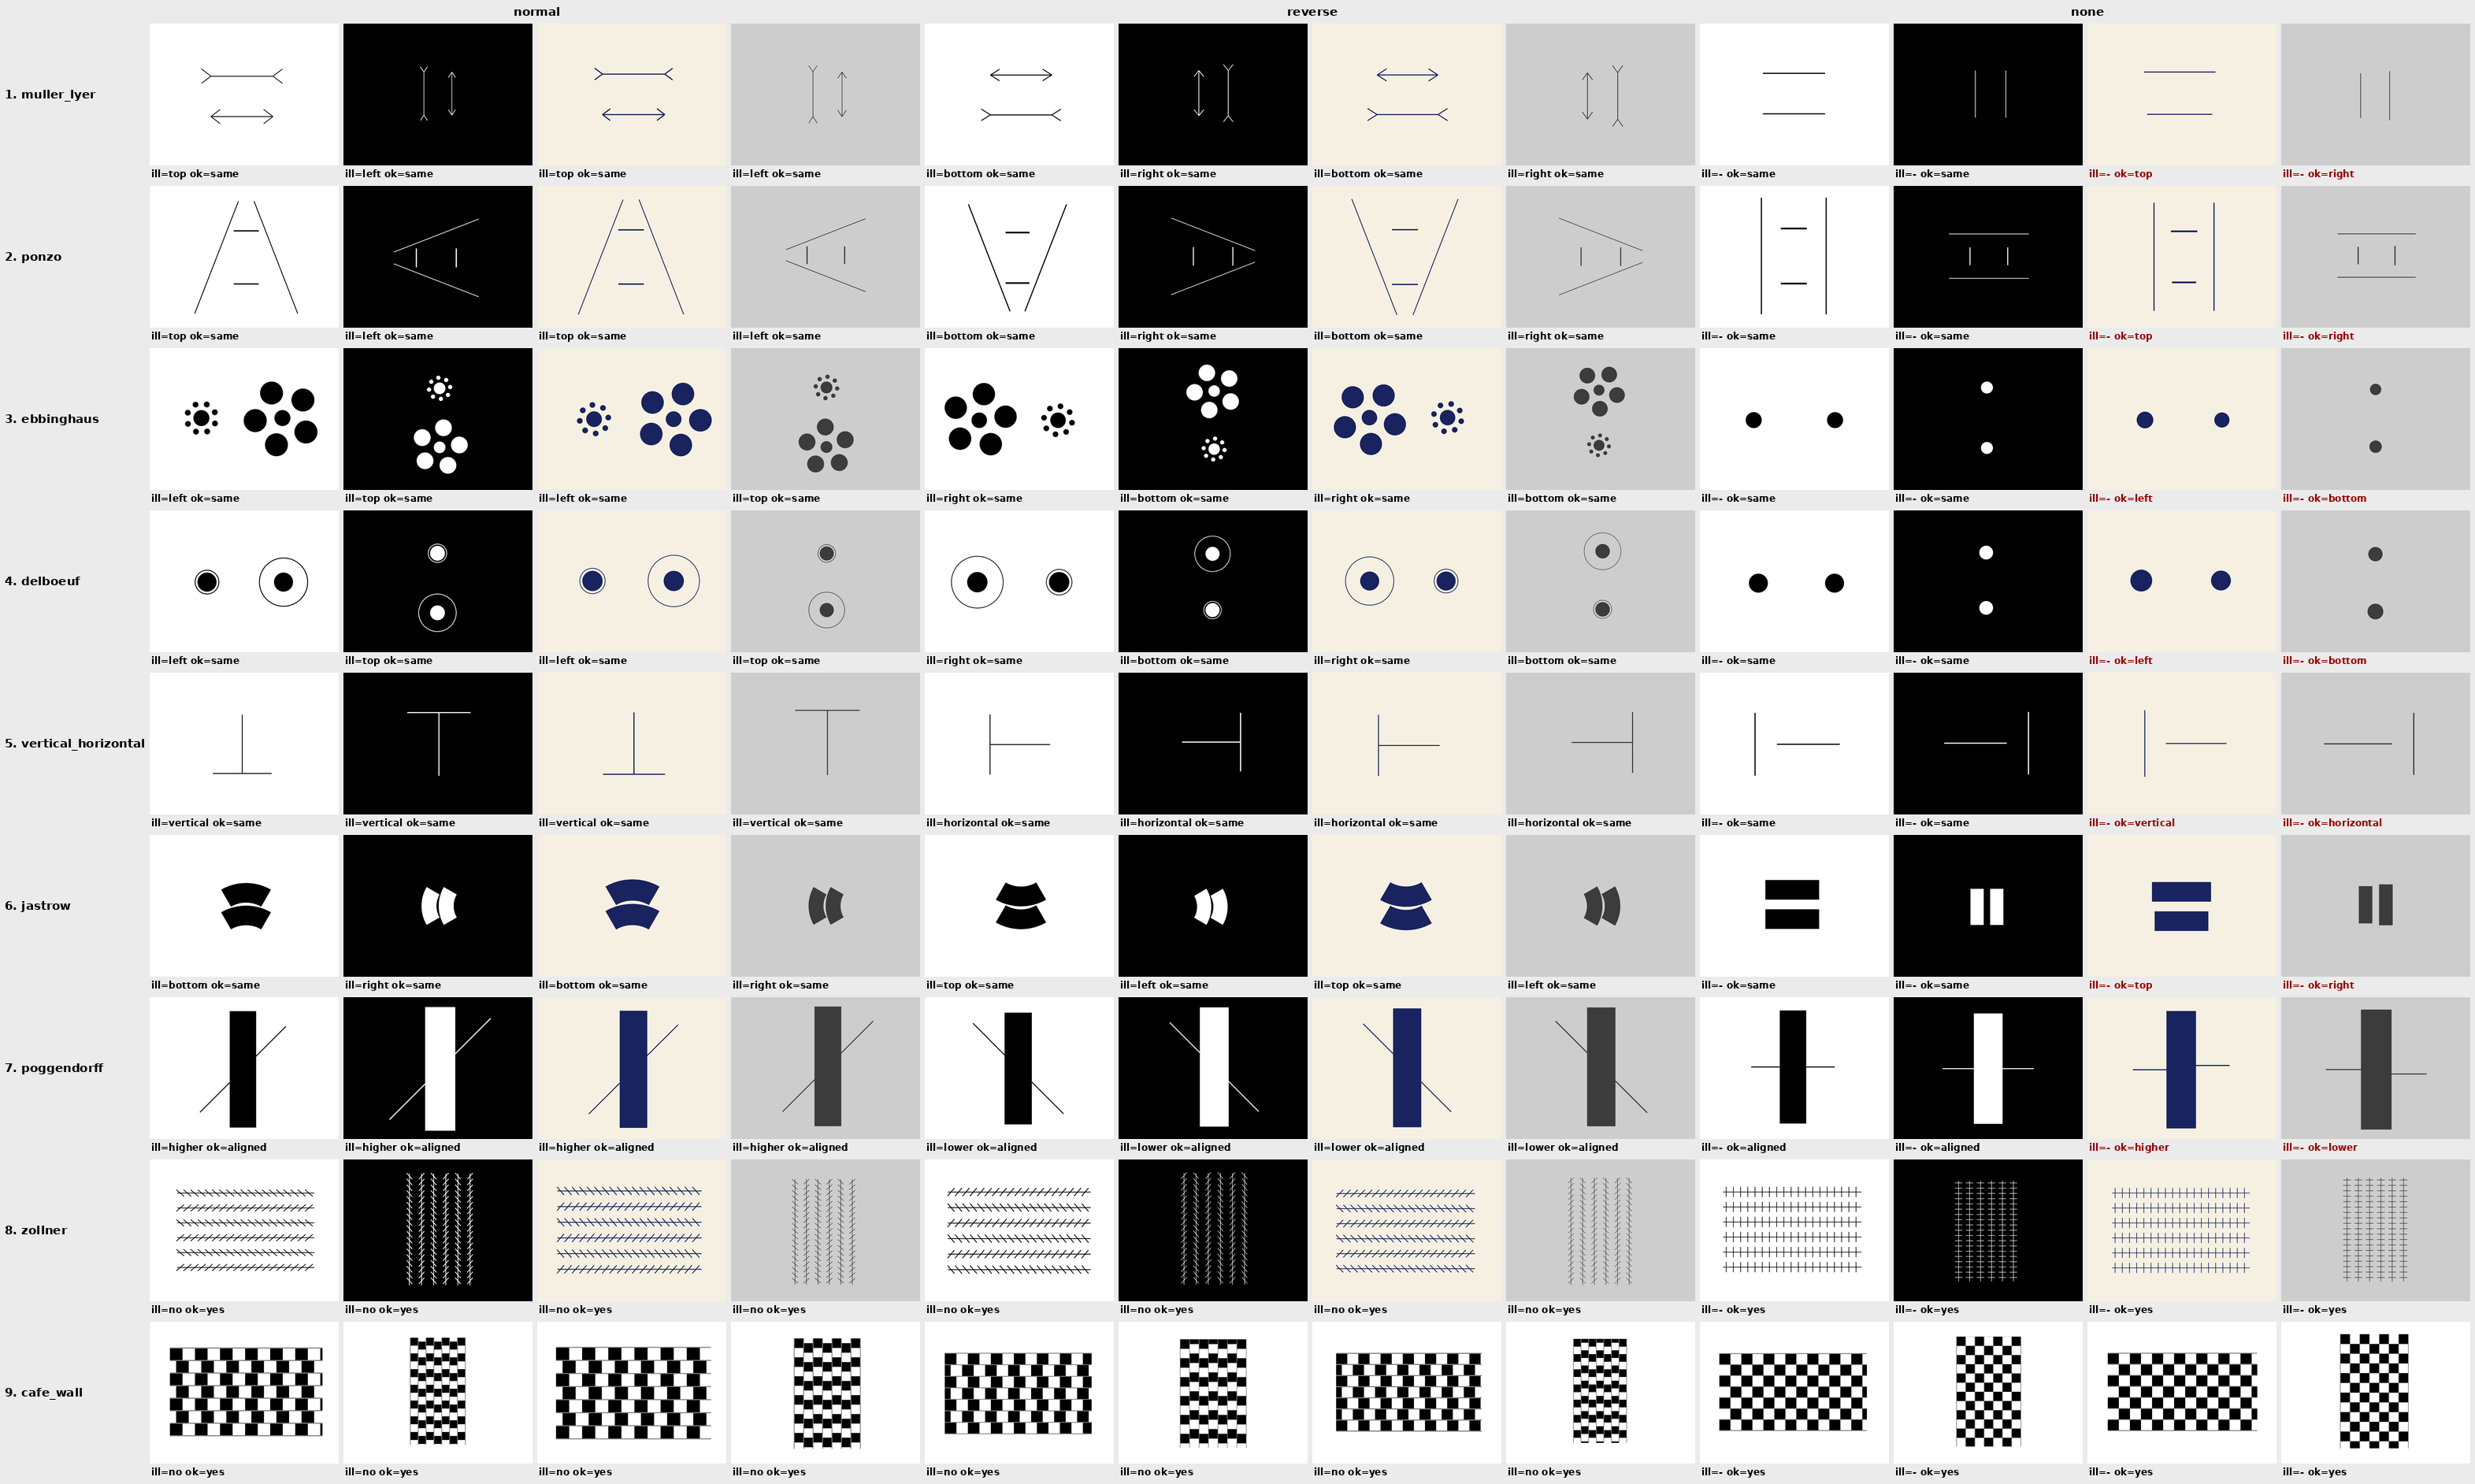 normal reverse none
1. muller_lyer
ill=top ok=same ill=left ok=same ill=top ok=same ill=left ok=same ill=bottom ok=same ill=right ok=same ill=bottom ok=same ill=right ok=same ill=- ok=same ill=- ok=same ill=- ok=top ill=- ok=right
2. ponzo
ill=top ok=same ill=left ok=same ill=top ok=same ill=left ok=same ill=bottom ok=same ill=right ok=same ill=bottom ok=same ill=right ok=same ill=- ok=same ill=- ok=same ill=- ok=top ill=- ok=right
3. ebbinghaus
ill=left ok=same ill=top ok=same ill=left ok=same ill=top ok=same ill=right ok=same ill=bottom ok=same ill=right ok=same ill=bottom ok=same ill=- ok=same ill=- ok=same ill=- ok=left ill=- ok=bottom
4. delboeuf
ill=left ok=same ill=top ok=same ill=left ok=same ill=top ok=same ill=right ok=same ill=bottom ok=same ill=right ok=same ill=bottom ok=same ill=- ok=same ill=- ok=same ill=- ok=left ill=- ok=bottom
5. vertical_horizontal
ill=vertical ok=same ill=vertical ok=same ill=vertical ok=same ill=vertical ok=same ill=horizontal ok=same ill=horizontal ok=same ill=horizontal ok=same ill=horizontal ok=same ill=- ok=same ill=- ok=same ill=- ok=vertical ill=- ok=horizontal
6. jastrow
ill=bottom ok=same ill=right ok=same ill=bottom ok=same ill=right ok=same ill=top ok=same ill=left ok=same ill=top ok=same ill=left ok=same ill=- ok=same ill=- ok=same ill=- ok=top ill=- ok=right
7. poggendorff
ill=higher ok=aligned ill=higher ok=aligned ill=higher ok=aligned ill=higher ok=aligned ill=lower ok=aligned ill=lower ok=aligned ill=lower ok=aligned ill=lower ok=aligned ill=- ok=aligned ill=- ok=aligned ill=- ok=higher ill=- ok=lower
8. zollner
ill=no ok=yes ill=no ok=yes ill=no ok=yes ill=no ok=yes ill=no ok=yes ill=no ok=yes ill=no ok=yes ill=no ok=yes ill=- ok=yes ill=- ok=yes ill=- ok=yes ill=- ok=yes
9. cafe_wall
ill=no ok=yes ill=no ok=yes ill=no ok=yes ill=no ok=yes ill=no ok=yes ill=no ok=yes ill=no ok=yes ill=no ok=yes ill=- ok=yes ill=- ok=yes ill=- ok=yes ill=- ok=yes